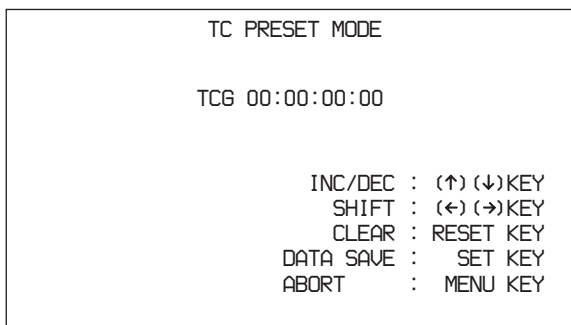 TC PRESET MODE
TCG 00:00:00:00
INC/DEC : (↑)(↓)KEY
SHIFT : (←)(→)KEY
CLEAR : RESET KEY
DATA SAVE : SET KEY
ABORT : MENU KEY